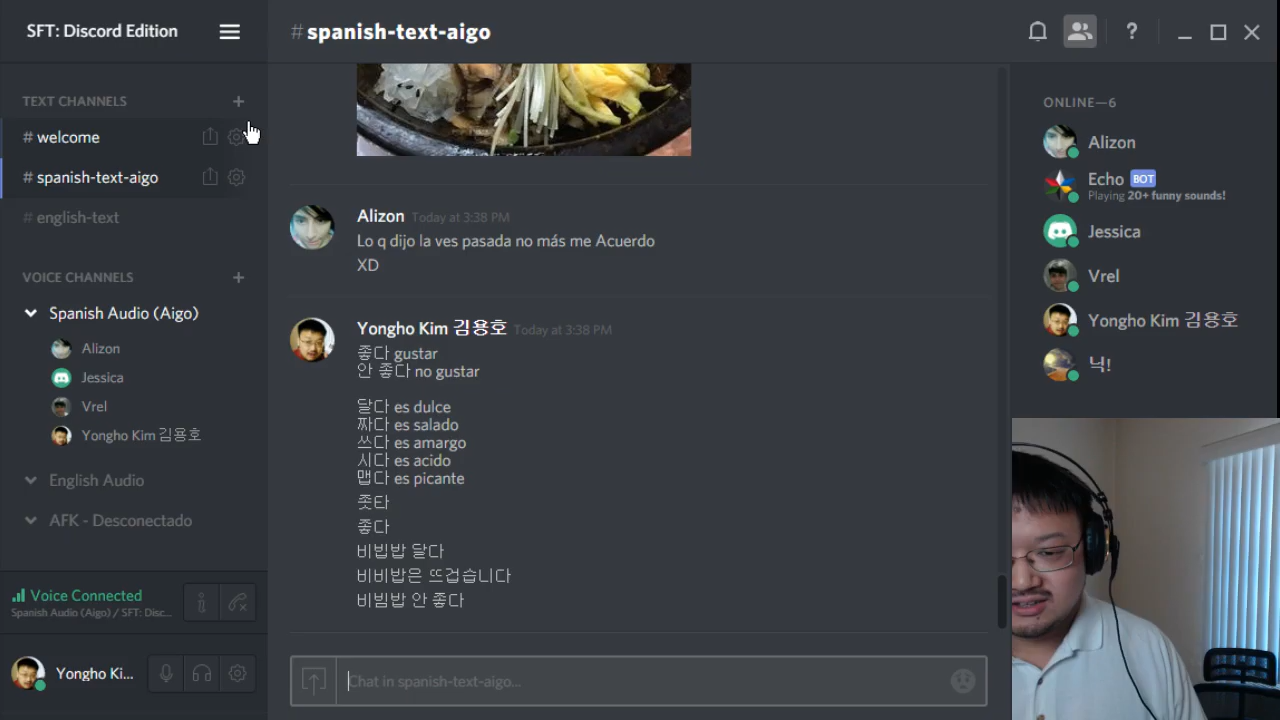 SFT: Discord Edition
TEXT CHANNELS
# welcome
# spanish-text-aigo
# english-text
VOICE CHANNELS
Spanish Audio (Aigo)
Alizon
Jessica
Vrel
Yongho Kim 김용호
English Audio
AFK - Desconectado
Voice Connected
Spanish Audio (Aigo) / SFT: Disc...
Yongho Ki...
# spanish-text-aigo
Alizon Today at 3:38 PM
Lo q dijo la ves pasada no más me Acuerdo
XD
Yongho Kim 김용호 Today at 3:38 PM
좋다 gustar
안 좋다 no gustar
달다 es dulce
짜다 es salado
쓰다 es amargo
시다 es acido
맵다 es picante
좃타
좋다
비빕밥 달다
비비밥은 뜨겁습니다
비빔밥 안 좋다
Chat in spanish-text-aigo...
ONLINE—6
Alizon
Echo BOT
Playing 20+ funny sounds!
Jessica
Vrel
Yongho Kim 김용호
닉!